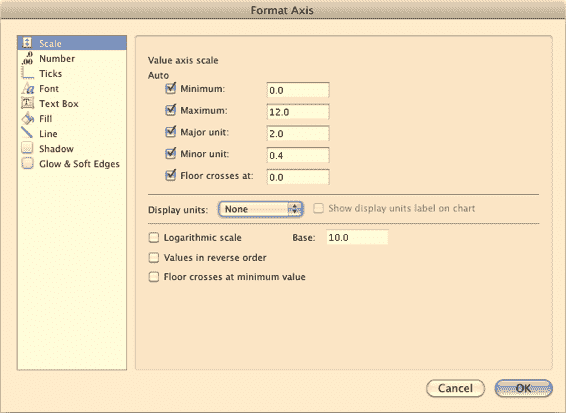 Format Axis
Scale
.0
.00
Number
Ticks
Font
Text Box
Fill
Line
Shadow
Glow & Soft Edges
Value axis scale
Auto
Minimum: 0.0
Maximum: 12.0
Major unit: 2.0
Minor unit: 0.4
Floor crosses at: 0.0
Display units: None Show display units label on chart
Logarithmic scale Base: 10.0
Values in reverse order
Floor crosses at minimum value
Cancel OK